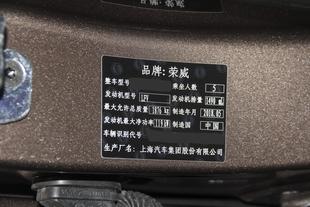 品牌:荣威
整车型号 乘坐人数 5
发动机型号 LFV 发动机排量 1490 mL
最大允许总质量 1876 kg 制造年月 2018.03
发动机最大净功率 119kW 制造国 中国
车辆识别代号
生产厂名:上海汽车集团股份有限公司